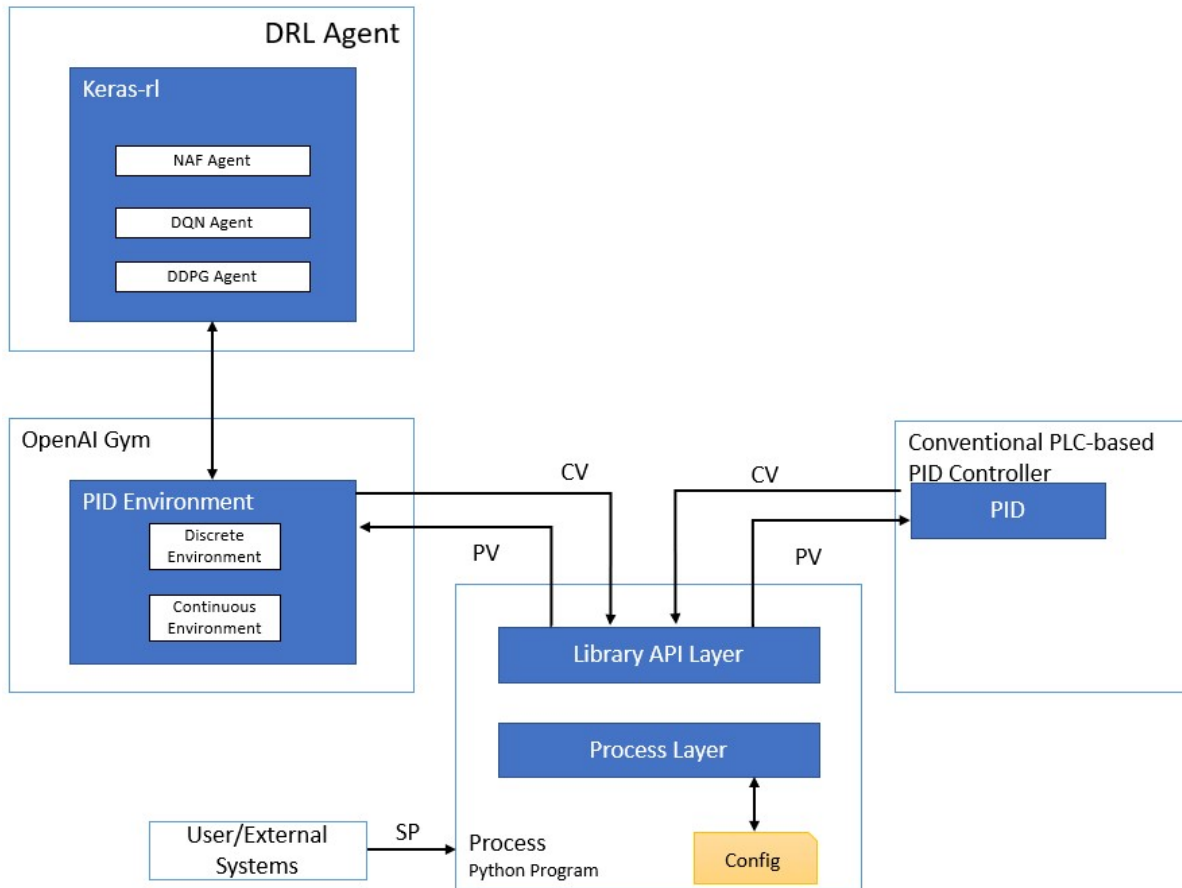 DRL Agent
Keras-rl
NAF Agent
DQN Agent
DDPG Agent
OpenAI Gym
PID Environment
Discrete
Environment
Continuous
Environment
CV
PV
CV
PV
Conventional PLC-based
PID Controller
PID
Library API Layer
Process Layer
User/External
Systems
SP
Process
Python Program
Config